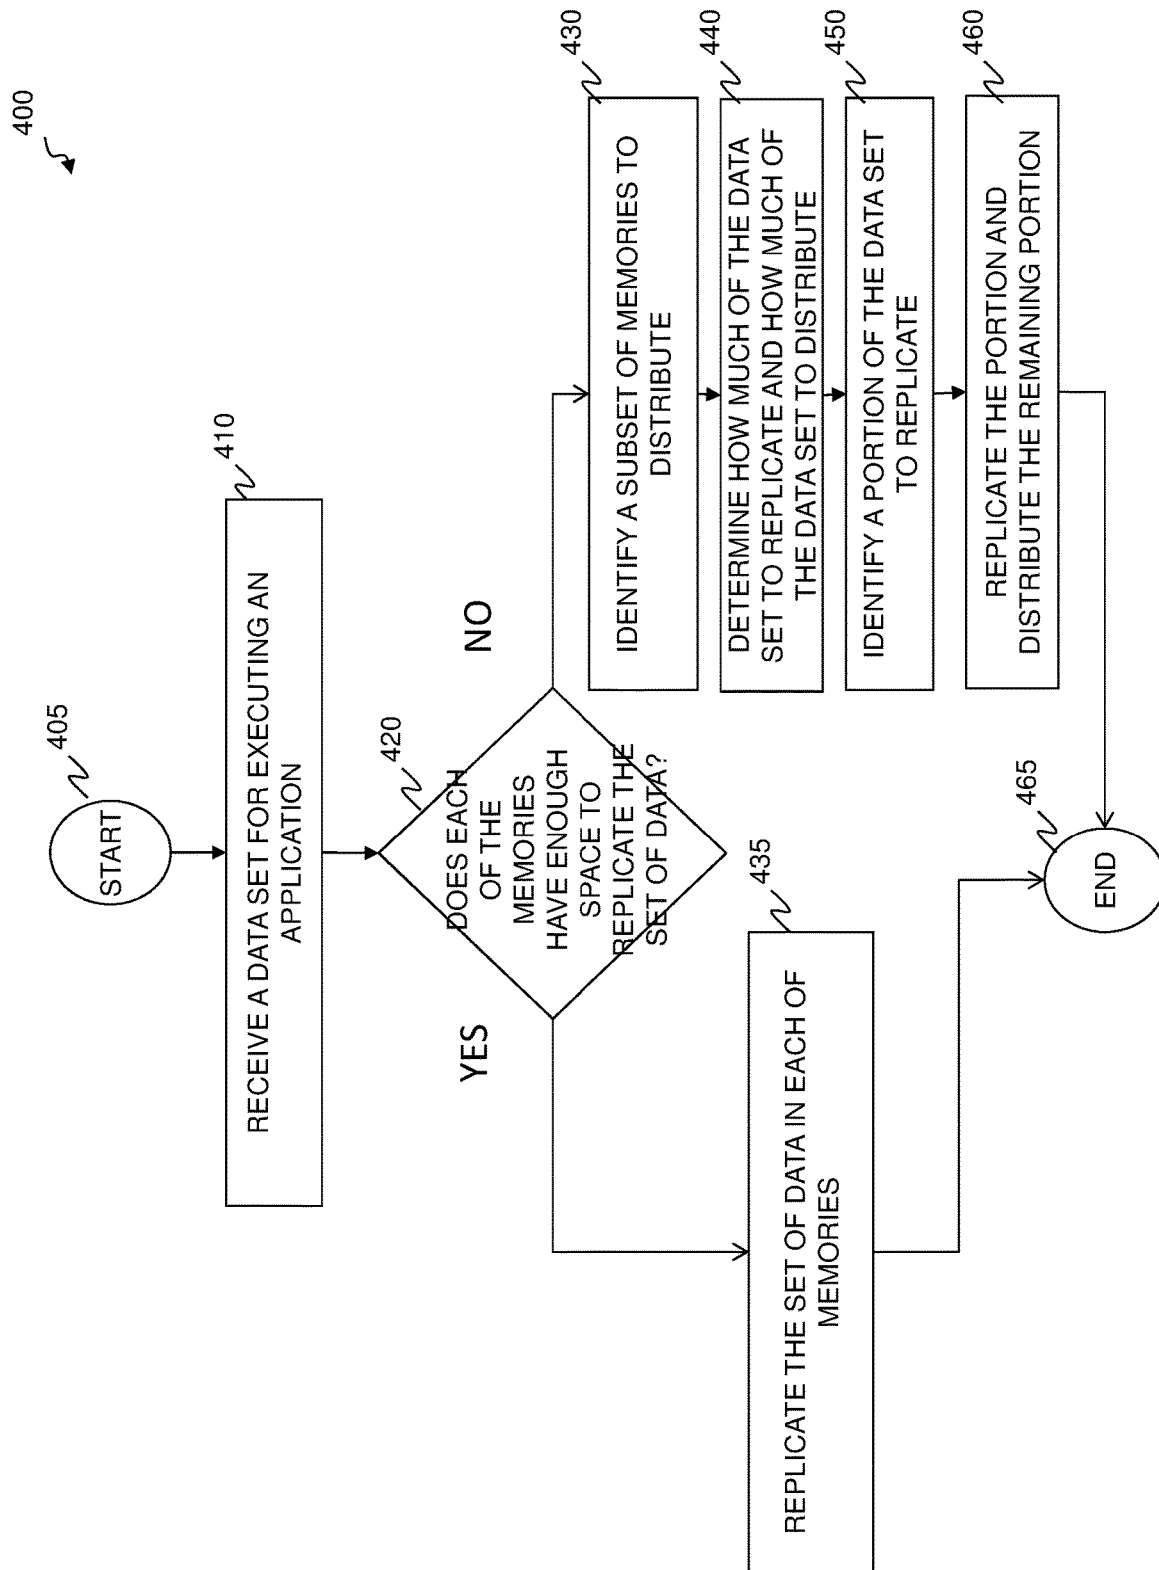 400
START
405
RECEIVE A DATA SET FOR EXECUTING AN
APPLICATION
410
DOES EACH
OF THE
MEMORIES
HAVE ENOUGH
SPACE TO
REPLICATE THE
SET OF DATA?
420
YES
NO
REPLICATE THE SET OF DATA IN EACH OF
MEMORIES
435
IDENTIFY A SUBSET OF MEMORIES TO
DISTRIBUTE
430
DETERMINE HOW MUCH OF THE DATA
SET TO REPLICATE AND HOW MUCH OF
THE DATA SET TO DISTRIBUTE
440
IDENTIFY A PORTION OF THE DATA SET
TO REPLICATE
450
REPLICATE THE PORTION AND
DISTRIBUTE THE REMAINING PORTION
460
END
465